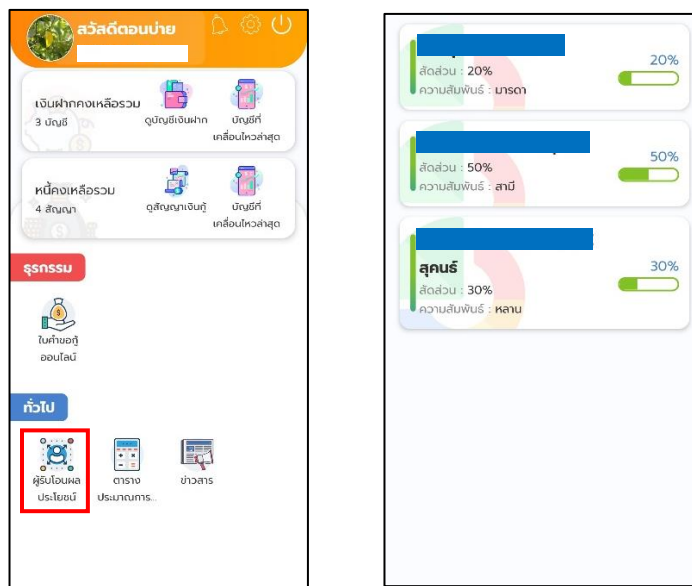 สวัสดีตอนบ่าย
เงินฝากคงเหลือรวม
3 บัญชี
ดูบัญชีเงินฝาก
บัญชีที่
เคลื่อนไหวล่าสุด
หนี้คงเหลือรวม
4 สัญญา
ดูสัญญาเงินกู้
บัญชีที่
เคลื่อนไหวล่าสุด
ธุรกรรม
ใบคำขอกู้
ออนไลน์
ทั่วไป
ผู้รับโอนผล
ประโยชน์
ตาราง
ประมาณการ...
ข่าวสาร
20%
สัดส่วน : 20%
ความสัมพันธ์ : มารดา
50%
สัดส่วน : 50%
ความสัมพันธ์ : สามี
สุคนธ์
30%
สัดส่วน : 30%
ความสัมพันธ์ : หลาน